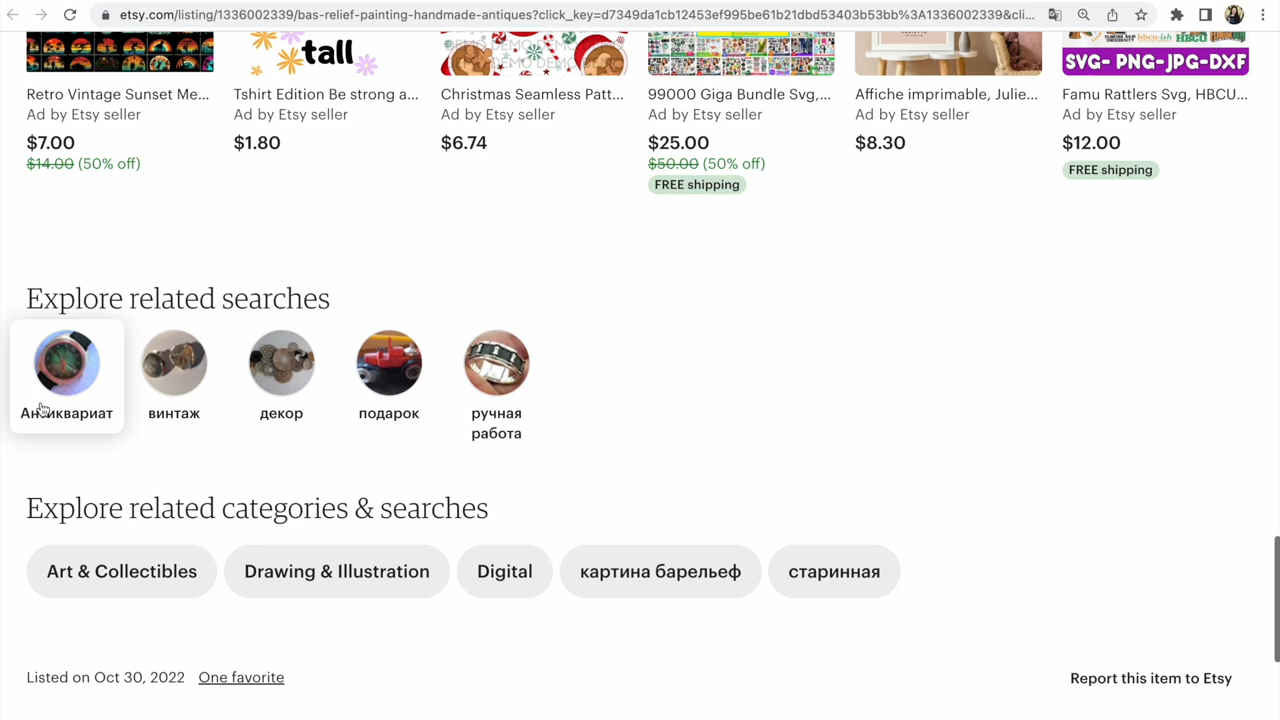 etsy.com/listing/1336002339/bas-relief-painting-handmade-antiques?click_key=d7349da1cb12453ef995be61b21dbd53403b53bb%3A1336002339&cli...
tall
SVG- PNG-JPG-DXF
Retro Vintage Sunset Me... Tshirt Edition Be strong a... Christmas Seamless Patt... 99000 Giga Bundle Svg,... Affiche imprimable, Julie... Famu Rattlers Svg, HBCU...
Ad by Etsy seller Ad by Etsy seller Ad by Etsy seller Ad by Etsy seller Ad by Etsy seller Ad by Etsy seller
$7.00 $1.80 $6.74 $25.00 $8.30 $12.00
$14.00 (50% off) $50.00 (50% off) FREE shipping
FREE shipping
Explore related searches
Антиквариат винтаж декор подарок ручная
работа
Explore related categories & searches
Art & Collectibles Drawing & Illustration Digital картина барельеф старинная
Listed on Oct 30, 2022 One favorite Report this item to Etsy